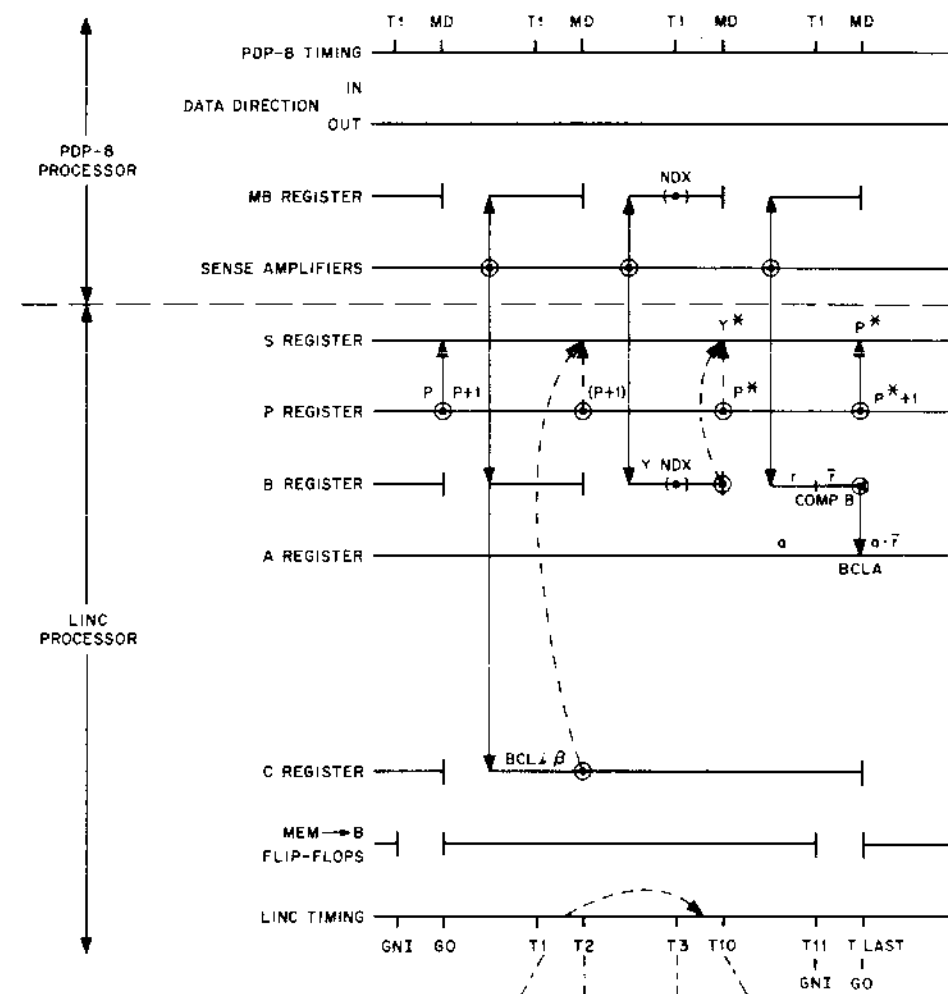 T1 MD T1 MD T1 MD T1 MD
PDP-8 TIMING
IN
DATA DIRECTION
OUT
PDP-8
PROCESSOR
NDX
MB REGISTER
SENSE AMPLIFIERS
Y* P*
S REGISTER
P P+1 (P+1) P* P*+1
P REGISTER
Y NDX r r̅
B REGISTER
COMP B
a a·r̅
A REGISTER
BCLA
LINC
PROCESSOR
BCL i β
C REGISTER
MEM → B
FLIP-FLOPS
LINC TIMING
GNI GO T1 T2 T3 T10 T11 T LAST
GNI GO